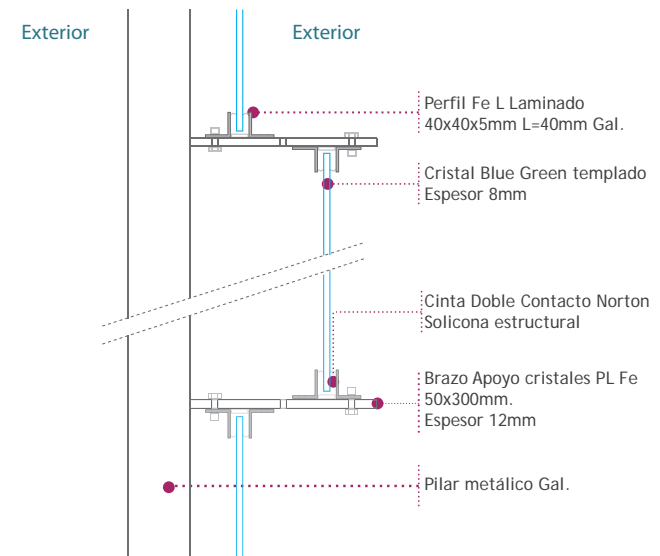 Exterior
Exterior
Perfil Fe L Laminado
40x40x5mm L=40mm Gal.
Cristal Blue Green templado
Espesor 8mm
Cinta Doble Contacto Norton
Solicona estructural
Brazo Apoyo cristales PL Fe
50x300mm.
Espesor 12mm
Pilar metálico Gal.